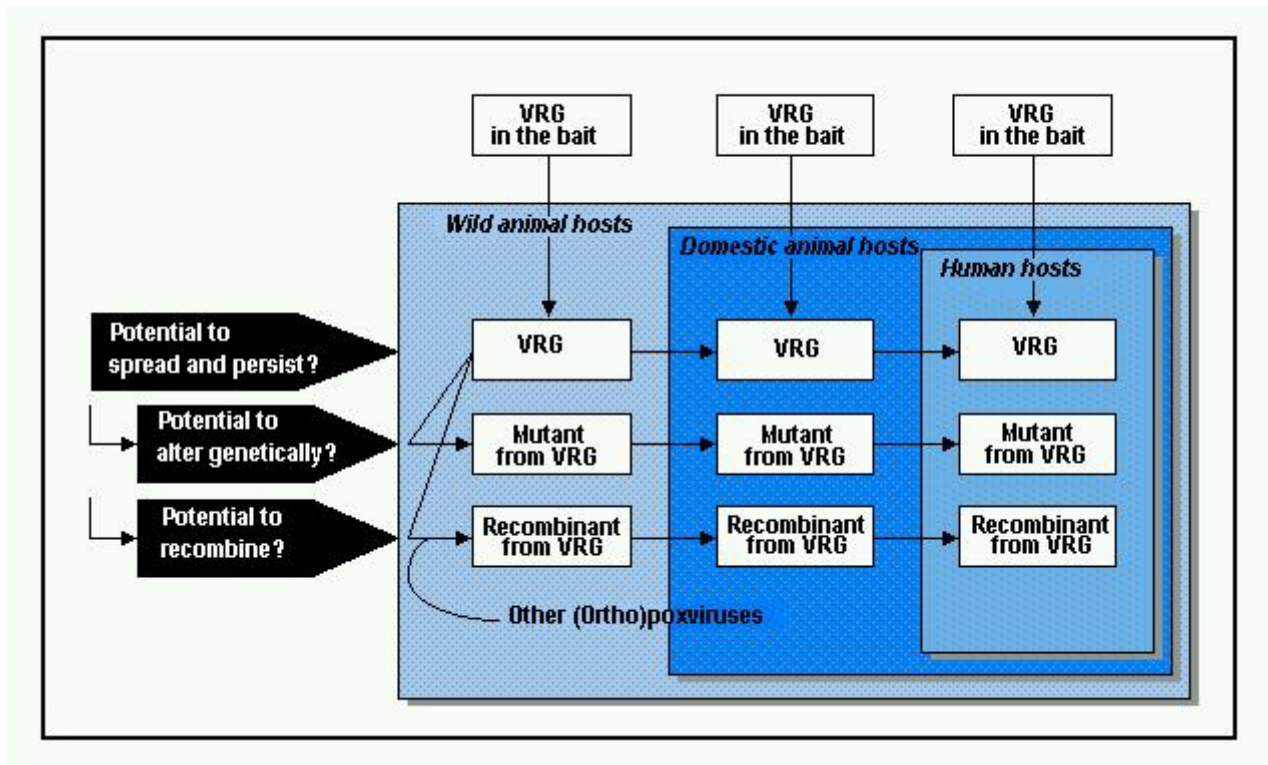 VRG
in the bait
VRG
in the bait
VRG
in the bait
Wild animal hosts
Domestic animal hosts
Human hosts
Potential to
spread and persist?
VRG
VRG
VRG
Potential to
alter genetically?
Mutant
from VRG
Mutant
from VRG
Mutant
from VRG
Potential to
recombine?
Recombinant
from VRG
Recombinant
from VRG
Recombinant
from VRG
Other (Ortho)poxviruses